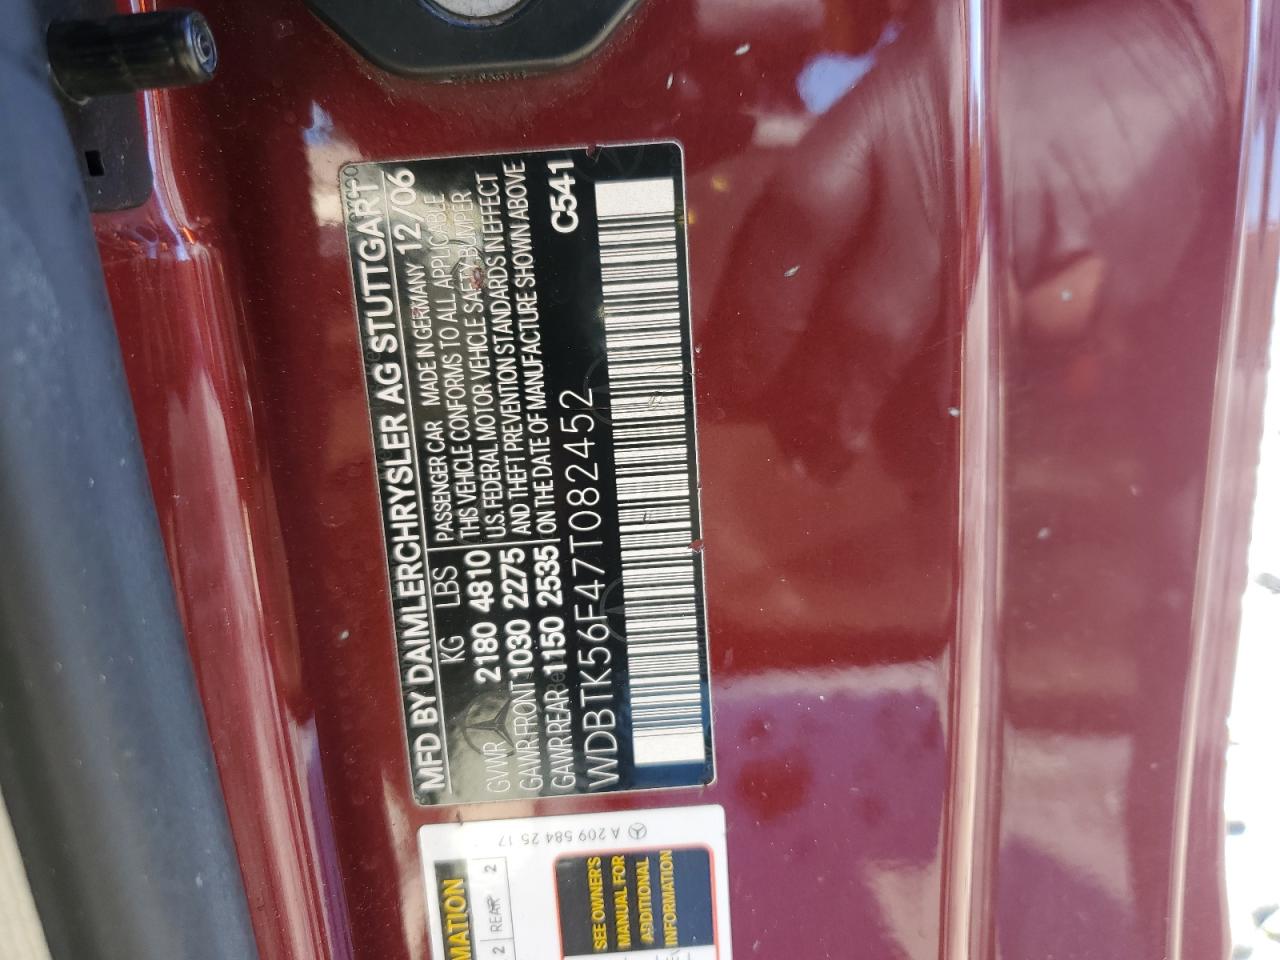 MFD BY DAIMLERCHRYSLER AG STUTTGART
KG LBS PASSENGER CAR MADE IN GERMANY 12/06
THIS VEHICLE CONFORMS TO ALL APPLICABLE
GVWR 2180 4810 U.S. FEDERAL MOTOR VEHICLE SAFETY BUMPER
GAWR FRONT 1030 2275 AND THEFT PREVENTION STANDARDS IN EFFECT
GAWR REAR 1150 2535 ON THE DATE OF MANUFACTURE SHOWN ABOVE
WDBTK56F47T082452 C541
A 209 584 25 17
MATION
2 REAR 2
SEE OWNER'S
MANUAL FOR
ADDITIONAL
INFORMATION